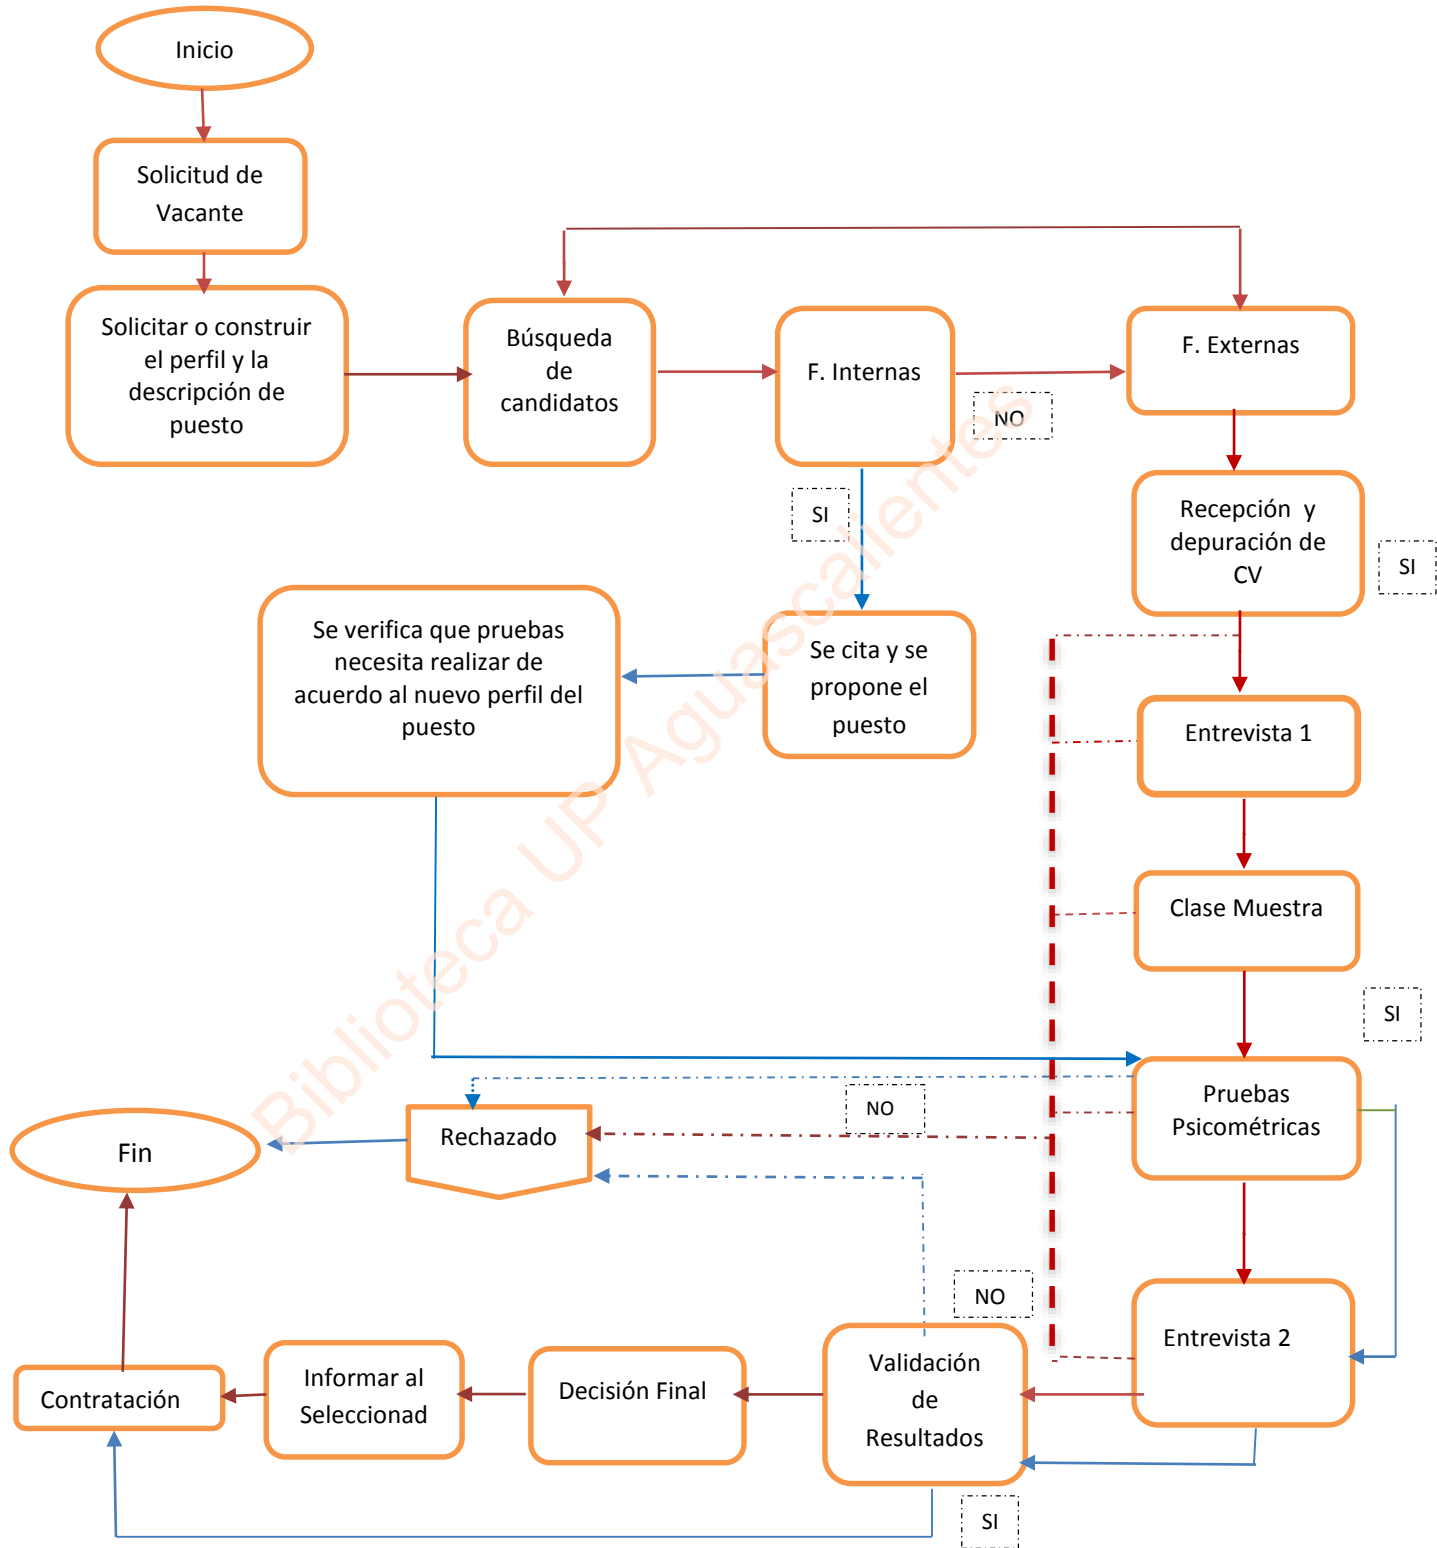 Inicio
Solicitud de
Vacante
Solicitar o construir
el perfil y la
descripción de
puesto
Búsqueda
de
candidatos
F. Internas
F. Externas
NO
SI
Recepción y
depuración de
CV
SI
Se verifica que pruebas
necesita realizar de
acuerdo al nuevo perfil del
puesto
Se cita y se
propone el
puesto
Entrevista 1
Clase Muestra
SI
Pruebas
Psicométricas
NO
Rechazado
Fin
NO
Entrevista 2
Validación
de
Resultados
Decisión Final
Informar al
Seleccionad
Contratación
SI
Biblioteca UP Aguascalientes